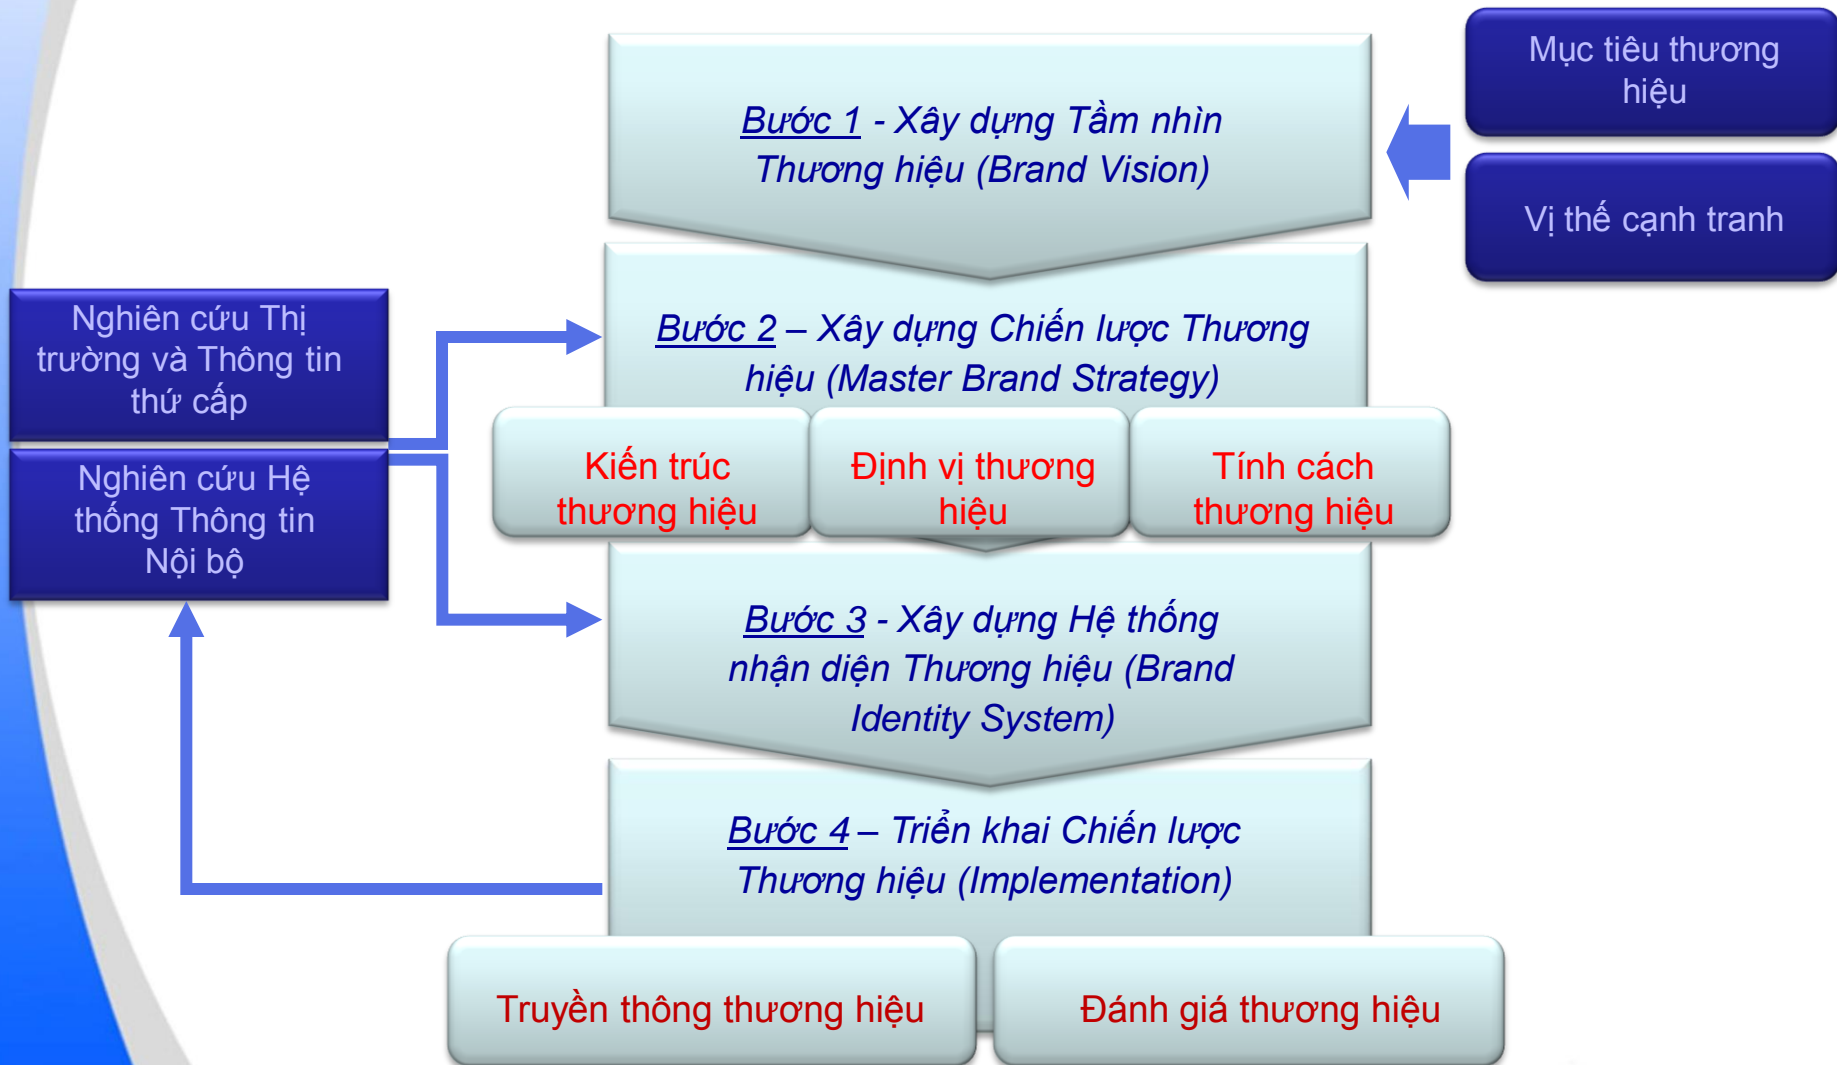 Mục tiêu thương
hiệu
Bước 1 - Xây dựng Tầm nhìn
Thương hiệu (Brand Vision)
Vị thế cạnh tranh
Nghiên cứu Thị
trường và Thông tin
thứ cấp
Bước 2 – Xây dựng Chiến lược Thương
hiệu (Master Brand Strategy)
Kiến trúc
thương hiệu
Định vị thương
hiệu
Tính cách
thương hiệu
Nghiên cứu Hệ
thống Thông tin
Nội bộ
Bước 3 - Xây dựng Hệ thống
nhận diện Thương hiệu (Brand
Identity System)
Bước 4 – Triển khai Chiến lược
Thương hiệu (Implementation)
Truyền thông thương hiệu
Đánh giá thương hiệu